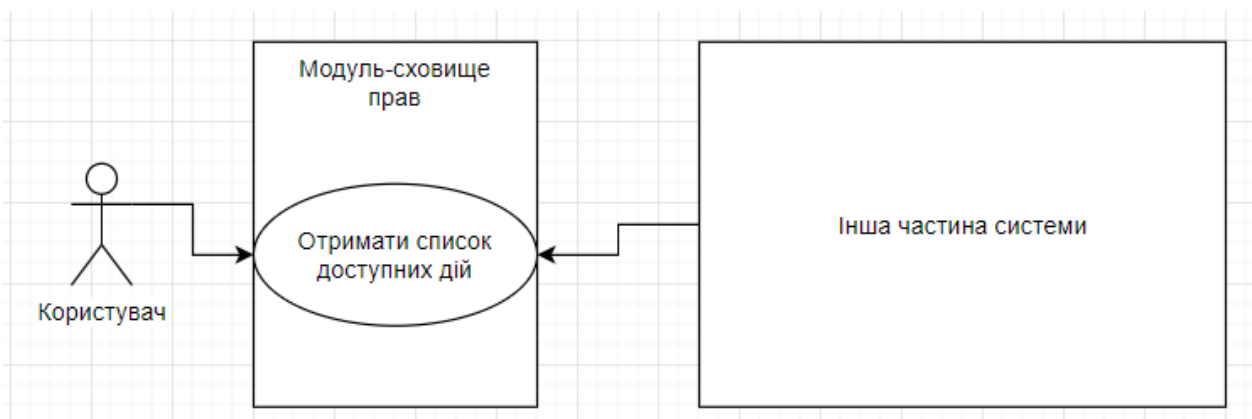 Модуль-сховище
прав
Отримати список
доступних дій
Інша частина системи
Користувач